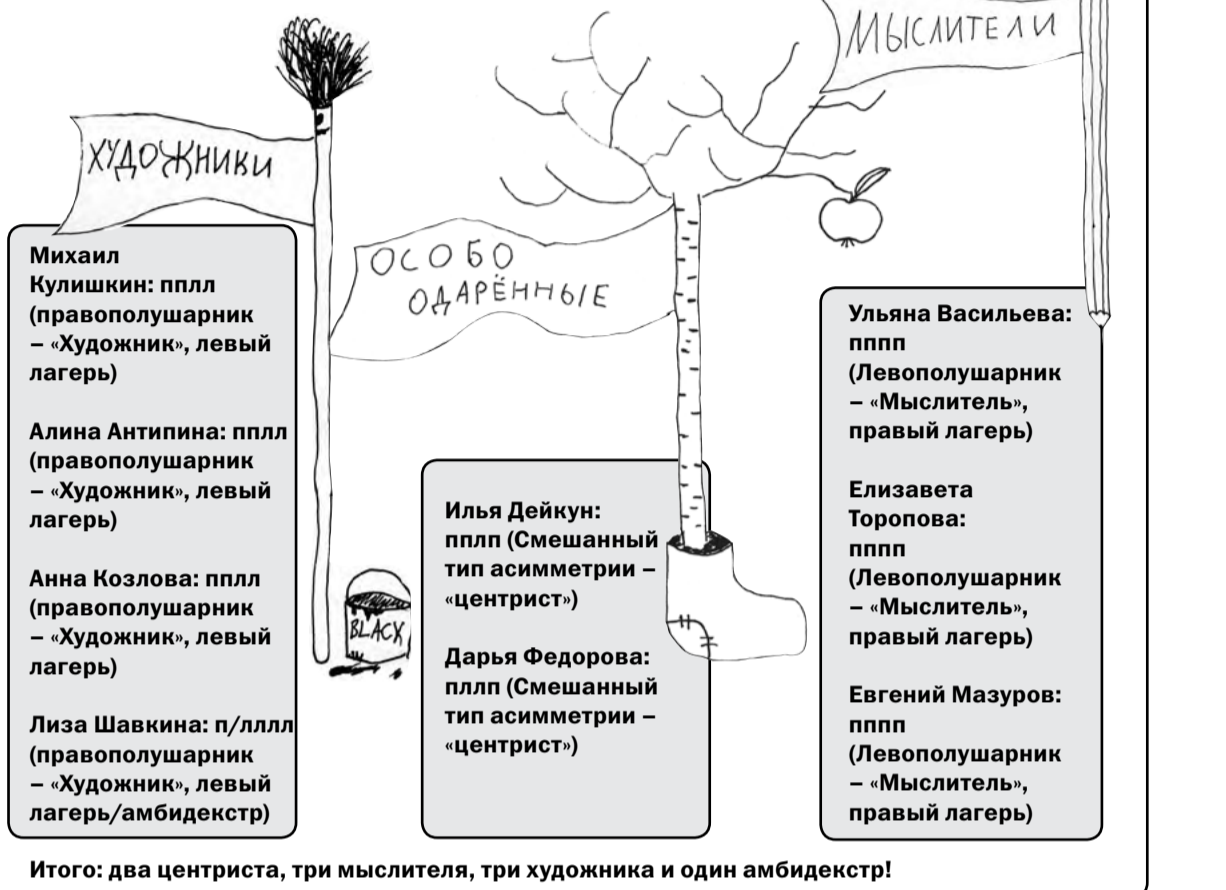 ХУДОЖНИКИ
Михаил
Кулишкин: пплл
(правополушарник
– «Художник», левый
лагерь)
Алина Антипина: пплл
(правополушарник
– «Художник», левый
лагерь)
Анна Козлова: пплл
(правополушарник
– «Художник», левый
лагерь)
Лиза Шавкина: п/лллл
(правополушарник
– «Художник», левый
лагерь/амбидекстр)
BLACK
ОСОБО
ОДАРЁННЫЕ
Илья Дейкун:
пплп (Смешанный
тип асимметрии –
«центрист»)
Дарья Федорова:
пллп (Смешанный
тип асимметрии –
«центрист»)
МЫСЛИТЕЛИ
Ульяна Васильева:
пппп
(Левополушарник
– «Мыслитель»,
правый лагерь)
Елизавета
Торопова:
пппп
(Левополушарник
– «Мыслитель»,
правый лагерь)
Евгений Мазуров:
пппп
(Левополушарник
– «Мыслитель»,
правый лагерь)
Итого: два центриста, три мыслителя, три художника и один амбидекстр!